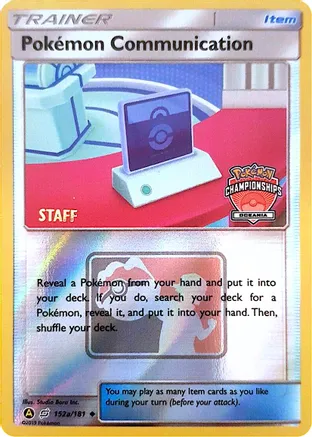 TRAINER
Item
Pokémon Communication
STAFF
Pokémon
CHAMPIONSHIPS
OCEANIA
Reveal a Pokémon from your hand and put it into
your deck. If you do, search your deck for a
Pokémon, reveal it, and put it into your hand. Then,
shuffle your deck.
Illus. Studio Bora Inc.
A 152a/181
©2019 Pokémon
You may play as many Item cards as you like
during your turn (before your attack).